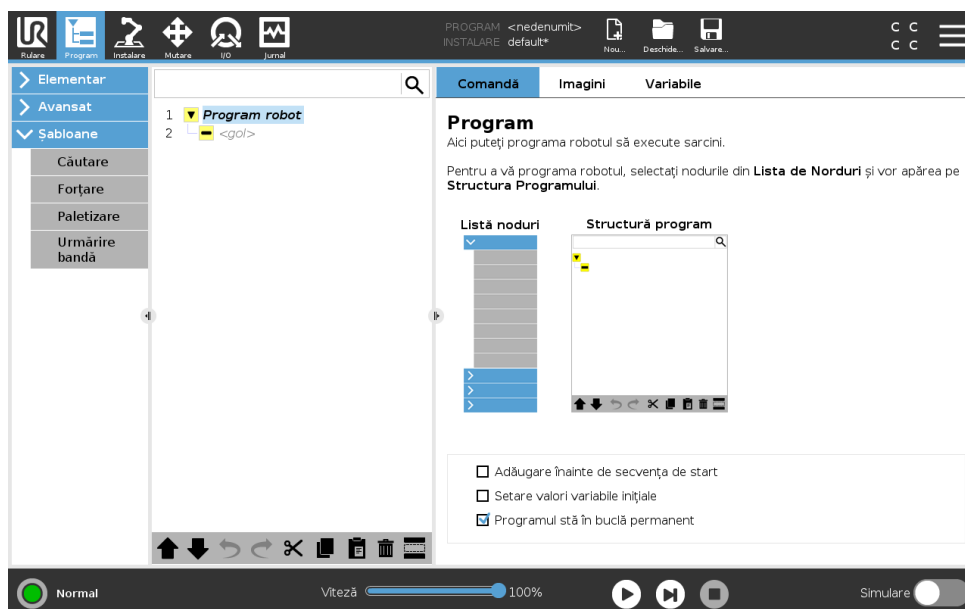 UR
Rulare
Program
Instalare
Mutare
I/O
Jurnal
PROGRAM <nedenumit>
INSTALARE default*
Nou...
Deschide...
Salvare...
C C
C C
Elementar
Avansat
Șabloane
Căutare
Forțare
Paletizare
Urmărire
bandă
1 Program robot
2 <gol>
Comandă
Imagini
Variabile
Program
Aici puteți programa robotul să execute sarcini.
Pentru a vă programa robotul, selectați nodurile din Lista de Norduri și vor apărea pe
Structura Programului.
Listă noduri
Structură program
Adăugare înainte de secvența de start
Setare valori variabile inițiale
Programul stă în buclă permanent
Normal
Viteză
100%
Simulare